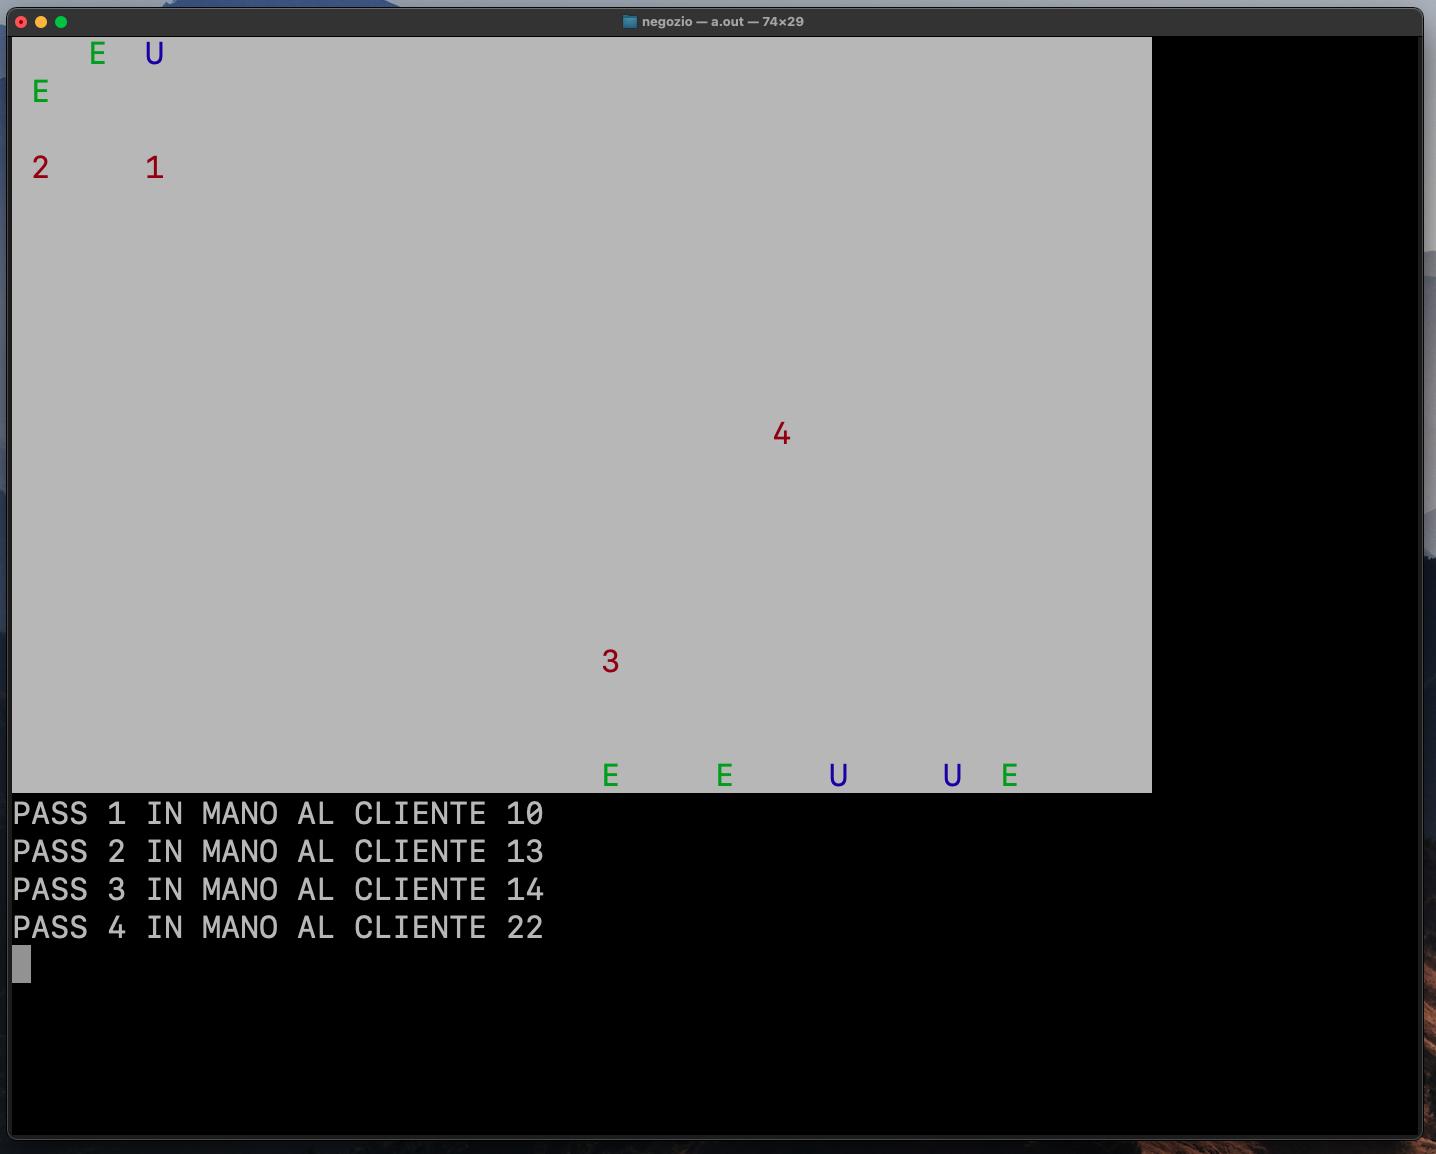 negozio — a.out — 74×29
E U
E
2 1
4
3
E E U U E
PASS 1 IN MANO AL CLIENTE 10
PASS 2 IN MANO AL CLIENTE 13
PASS 3 IN MANO AL CLIENTE 14
PASS 4 IN MANO AL CLIENTE 22